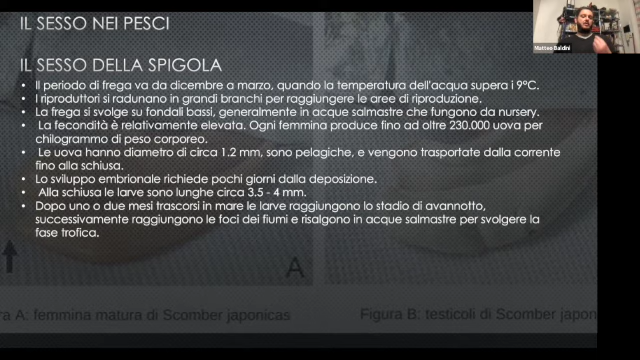 IL SESSO NEI PESCI
Matteo Baldini
IL SESSO DELLA SPIGOLA
• Il periodo di frega va da dicembre a marzo, quando la temperatura dell'acqua supera i 9°C.
• I riproduttori si radunano in grandi branchi per raggiungere le aree di riproduzione.
• La frega si svolge su fondali bassi, generalmente in acque salmastre che fungono da nursery.
• La fecondità è relativamente elevata. Ogni femmina produce fino ad oltre 230.000 uova per
chilogrammo di peso corporeo.
• Le uova hanno diametro di circa 1.2 mm, sono pelagiche, e vengono trasportate dalla corrente
fino alla schiusa.
• Lo sviluppo embrionale richiede pochi giorni dalla deposizione.
• Alla schiusa le larve sono lunghe circa 3.5 - 4 mm.
• Dopo uno o due mesi trascorsi in mare le larve raggiungono lo stadio di avannotto,
successivamente raggiungono le foci dei fiumi e risalgono in acque salmastre per svolgere la
fase trofica.
A
ra A: femmina matura di Scomber japonicas
Figura B: testicoli di Scomber japon